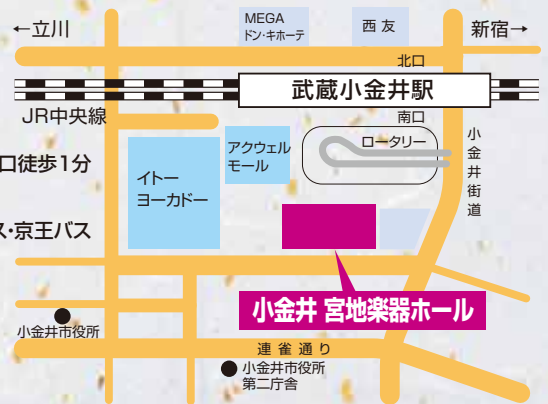 ←立川
MEGA
ドン・キホーテ
西友
新宿→
北口
武蔵小金井駅
JR中央線
南口
口徒歩1分
アクウェル
モール
ロータリー
小金井街道
イトー
ヨーカドー
ス・京王バス
小金井 宮地楽器ホール
小金井市役所
連雀通り
小金井市役所
第二庁舎